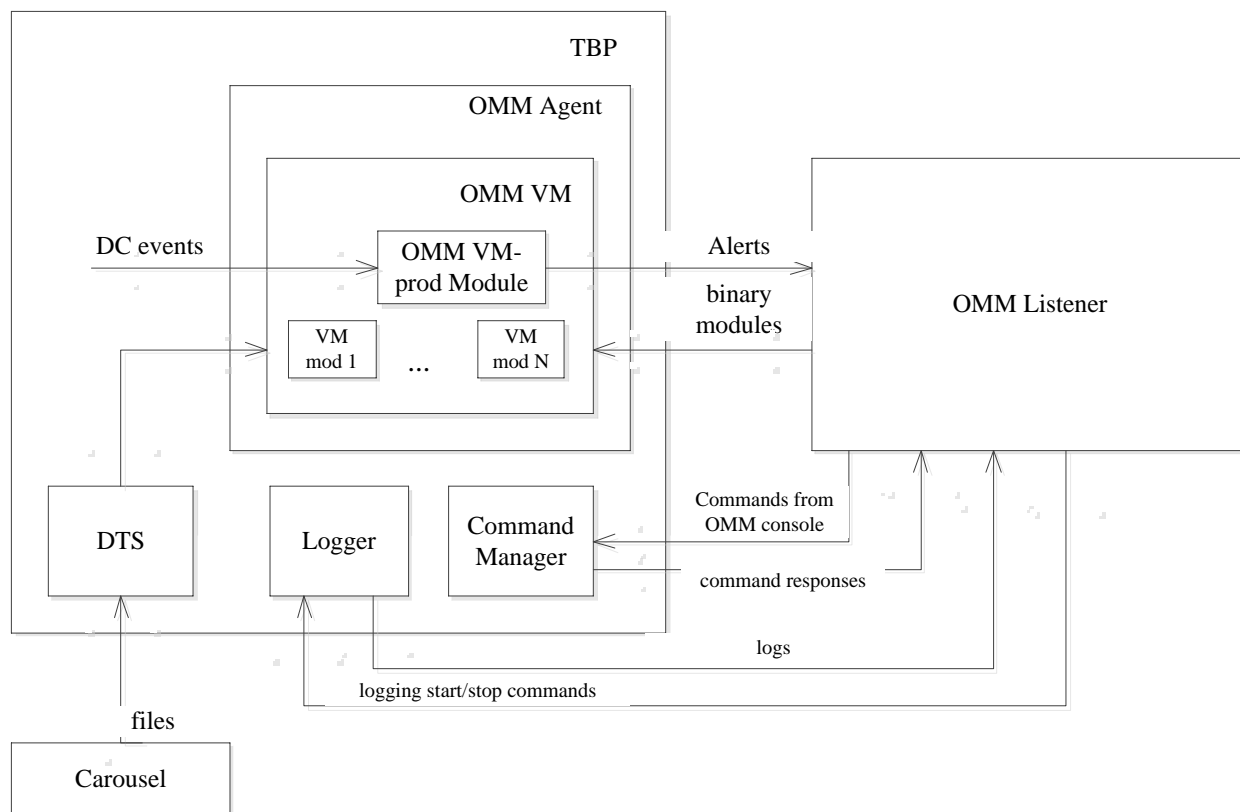 TBP
OMM Agent
OMM VM
DC events
OMM VM-
prod Module
Alerts
binary
modules
OMM Listener
VM
mod 1
...
VM
mod N
DTS
Logger
Command
Manager
Commands from
OMM console
command responses
logs
logging start/stop commands
files
Carousel